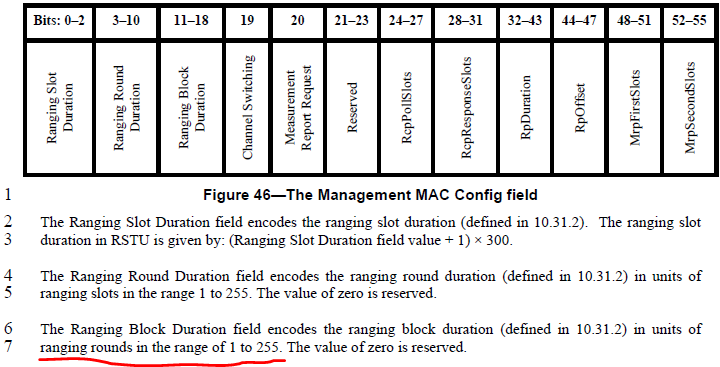 Bits: 0–2 3–10 11–18 19 20 21–23 24–27 28–31 32–43 44–47 48–51 52–55
Ranging Slot Duration
Ranging Round Duration
Ranging Block Duration
Channel Switching
Measurement Report Request
Reserved
RcpPollSlots
RcpResponseSlots
RpDuration
RpOffset
MrpFirstSlots
MrpSecondSlots
1 Figure 46—The Management MAC Config field
2 The Ranging Slot Duration field encodes the ranging slot duration (defined in 10.31.2). The ranging slot
3 duration in RSTU is given by: (Ranging Slot Duration field value + 1) × 300.
4 The Ranging Round Duration field encodes the ranging round duration (defined in 10.31.2) in units of
5 ranging slots in the range 1 to 255. The value of zero is reserved.
6 The Ranging Block Duration field encodes the ranging block duration (defined in 10.31.2) in units of
7 ranging rounds in the range of 1 to 255. The value of zero is reserved.